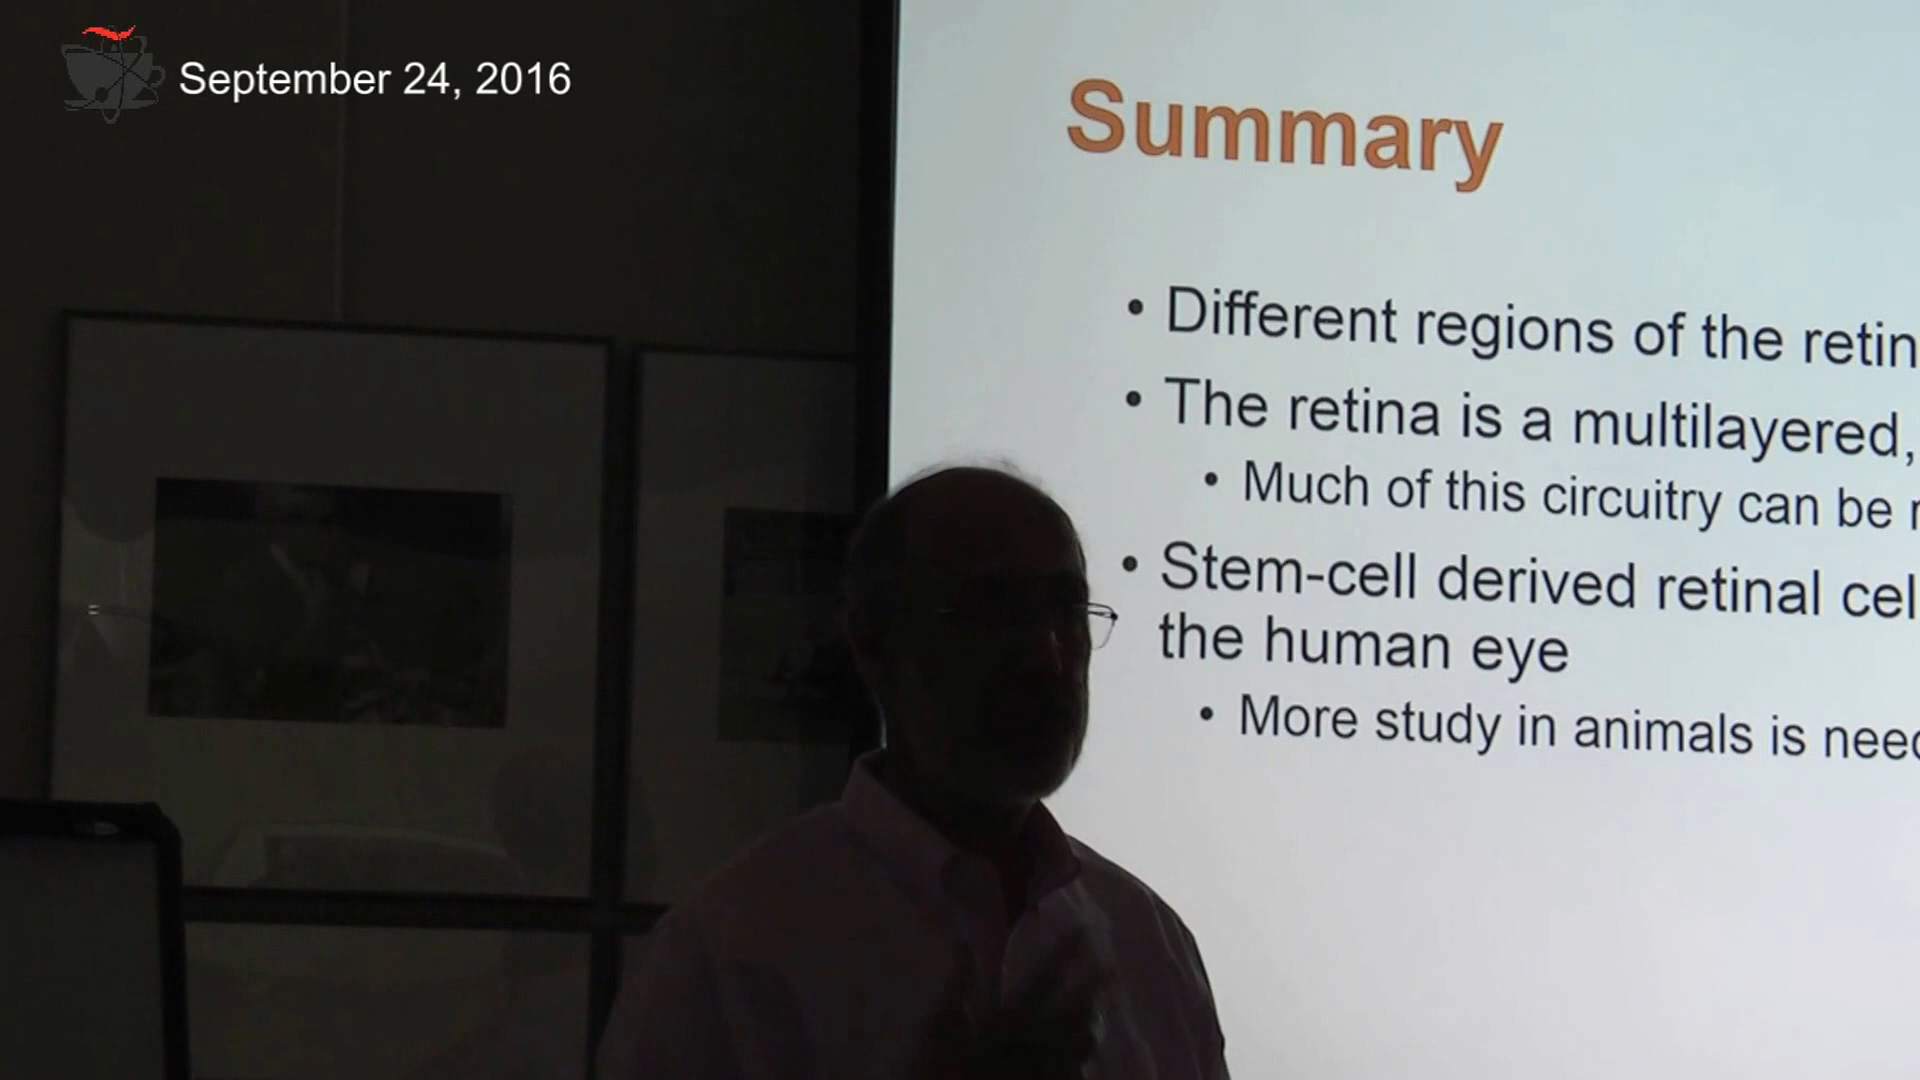 September 24, 2016
Summary
• Different regions of the retin
• The retina is a multilayered,
• Much of this circuitry can be
• Stem-cell derived retinal cel
the human eye
• More study in animals is need